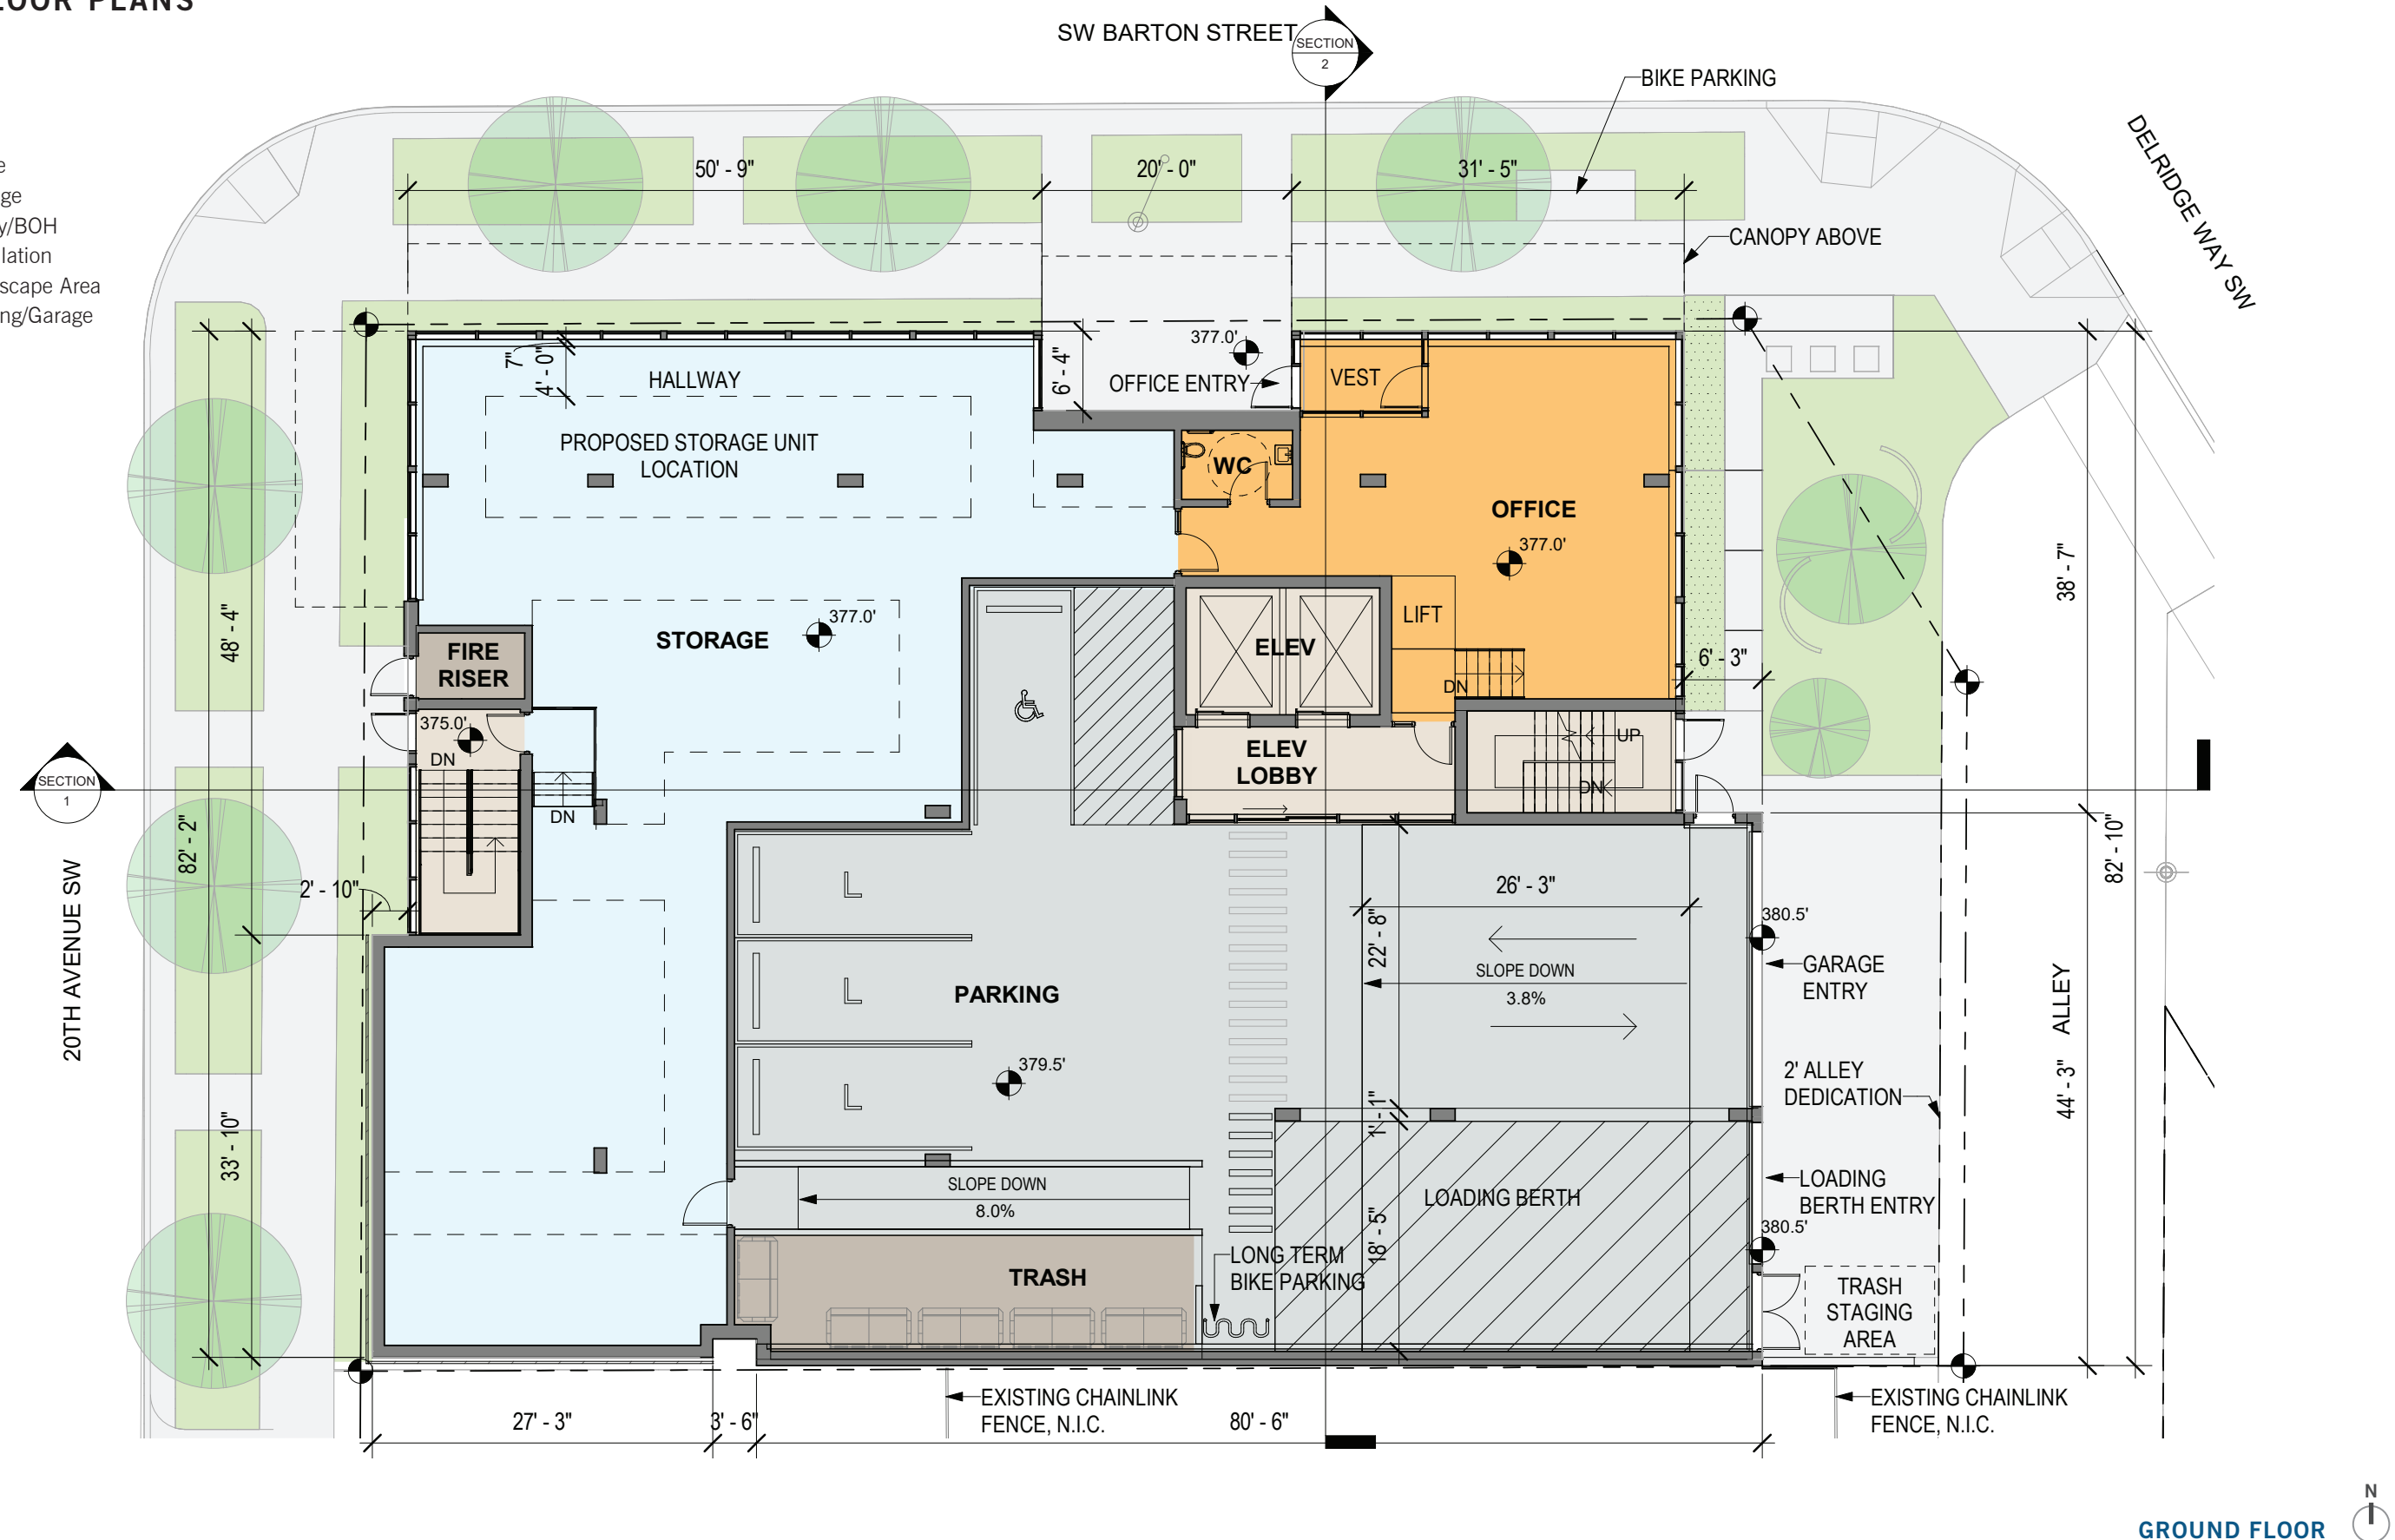 FLOOR PLANS
SW BARTON STREET
SECTION
2
BIKE PARKING
DELRIDGE WAY SW
50' - 9"
20' - 0"
31' - 5"
CANOPY ABOVE
scape Area
y/BOH
7"
4' - 0"
HALLWAY
6' - 4"
377.0'
OFFICE ENTRY
VEST
PROPOSED STORAGE UNIT
LOCATION
WC
OFFICE
377.0'
38' - 7"
48' - 4"
STORAGE
377.0'
FIRE
RISER
ELEV
LIFT
6' - 3"
DN
375.0'
DN
DN
ELEV
LOBBY
UP
DN
SECTION
1
20TH AVENUE SW
82' - 2"
2' - 10"
26' - 3"
22' - 8"
380.5'
SLOPE DOWN
3.8%
GARAGE
ENTRY
PARKING
379.5'
82' - 10"
ALLEY
44' - 3"
2' ALLEY
DEDICATION
33' - 10"
1' - 1"
SLOPE DOWN
8.0%
LOADING BERTH
18' - 5"
LOADING
BERTH ENTRY
380.5'
LONG TERM
BIKE PARKING
TRASH
TRASH
STAGING
AREA
EXISTING CHAINLINK
FENCE, N.I.C.
EXISTING CHAINLINK
FENCE, N.I.C.
27' - 3"
3' - 6"
80' - 6"
N
GROUND FLOOR